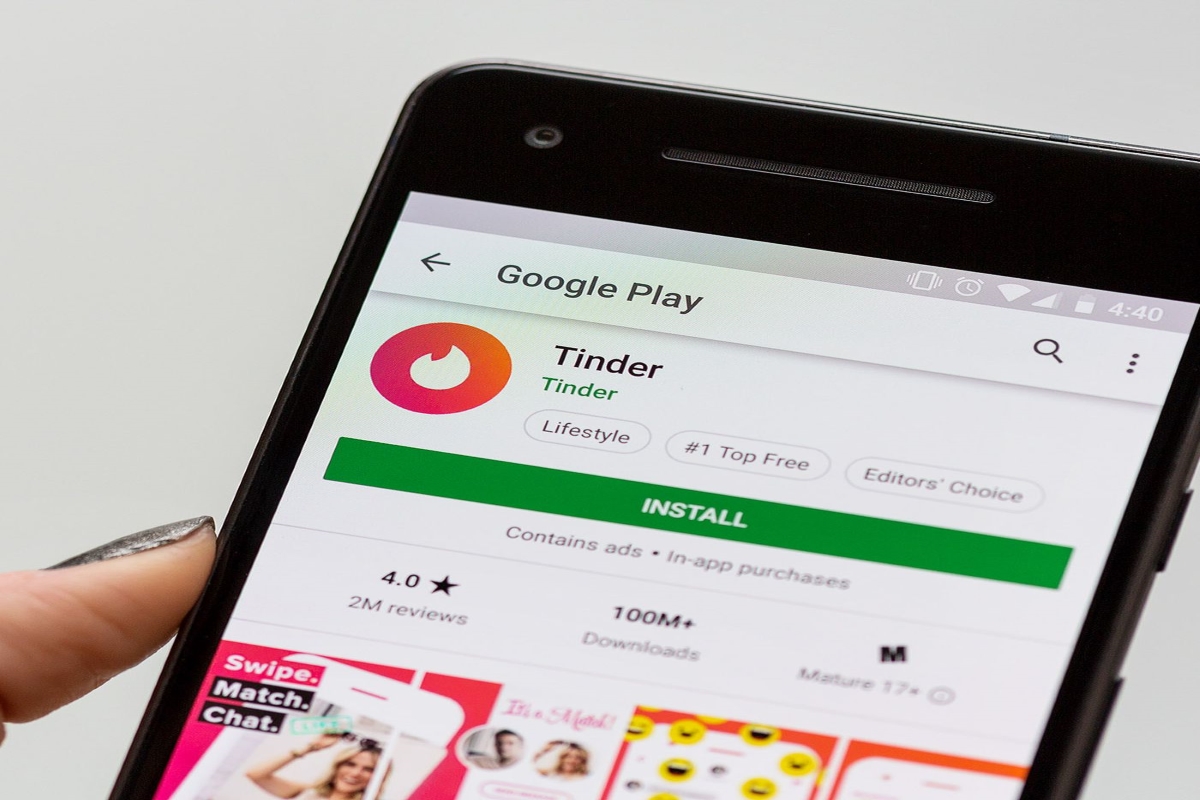 4:40
Google Play
Tinder
Tinder
Lifestyle
#1 Top Free
Editors' Choice
INSTALL
Contains ads • In-app purchases
4.0 ★
2M reviews
100M+
Downloads
M
Mature 17+
Swipe.
Match.
Chat.
It's a Match!